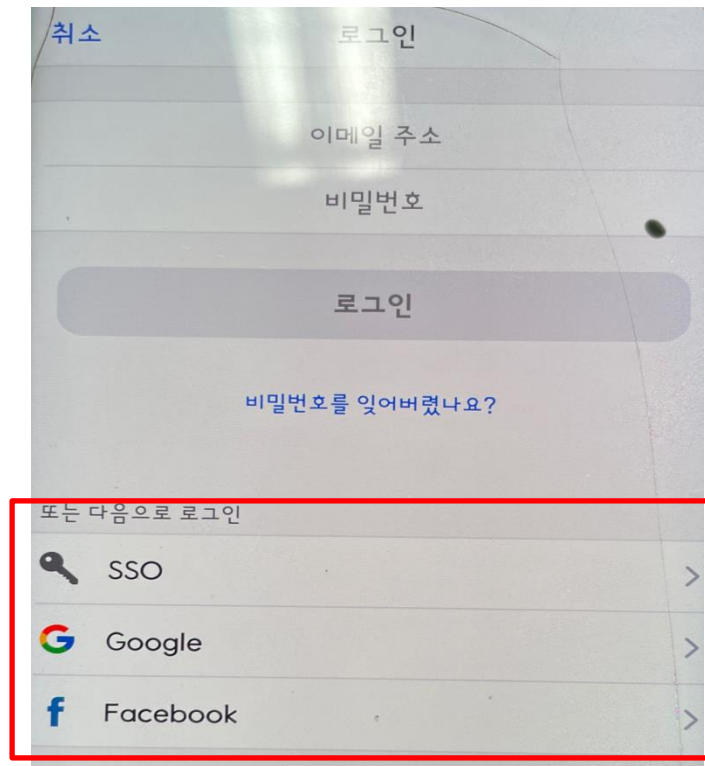 취소 로그인
이메일 주소
비밀번호
로그인
비밀번호를 잊어버렸나요?
또는 다음으로 로그인
SSO
Google
Facebook